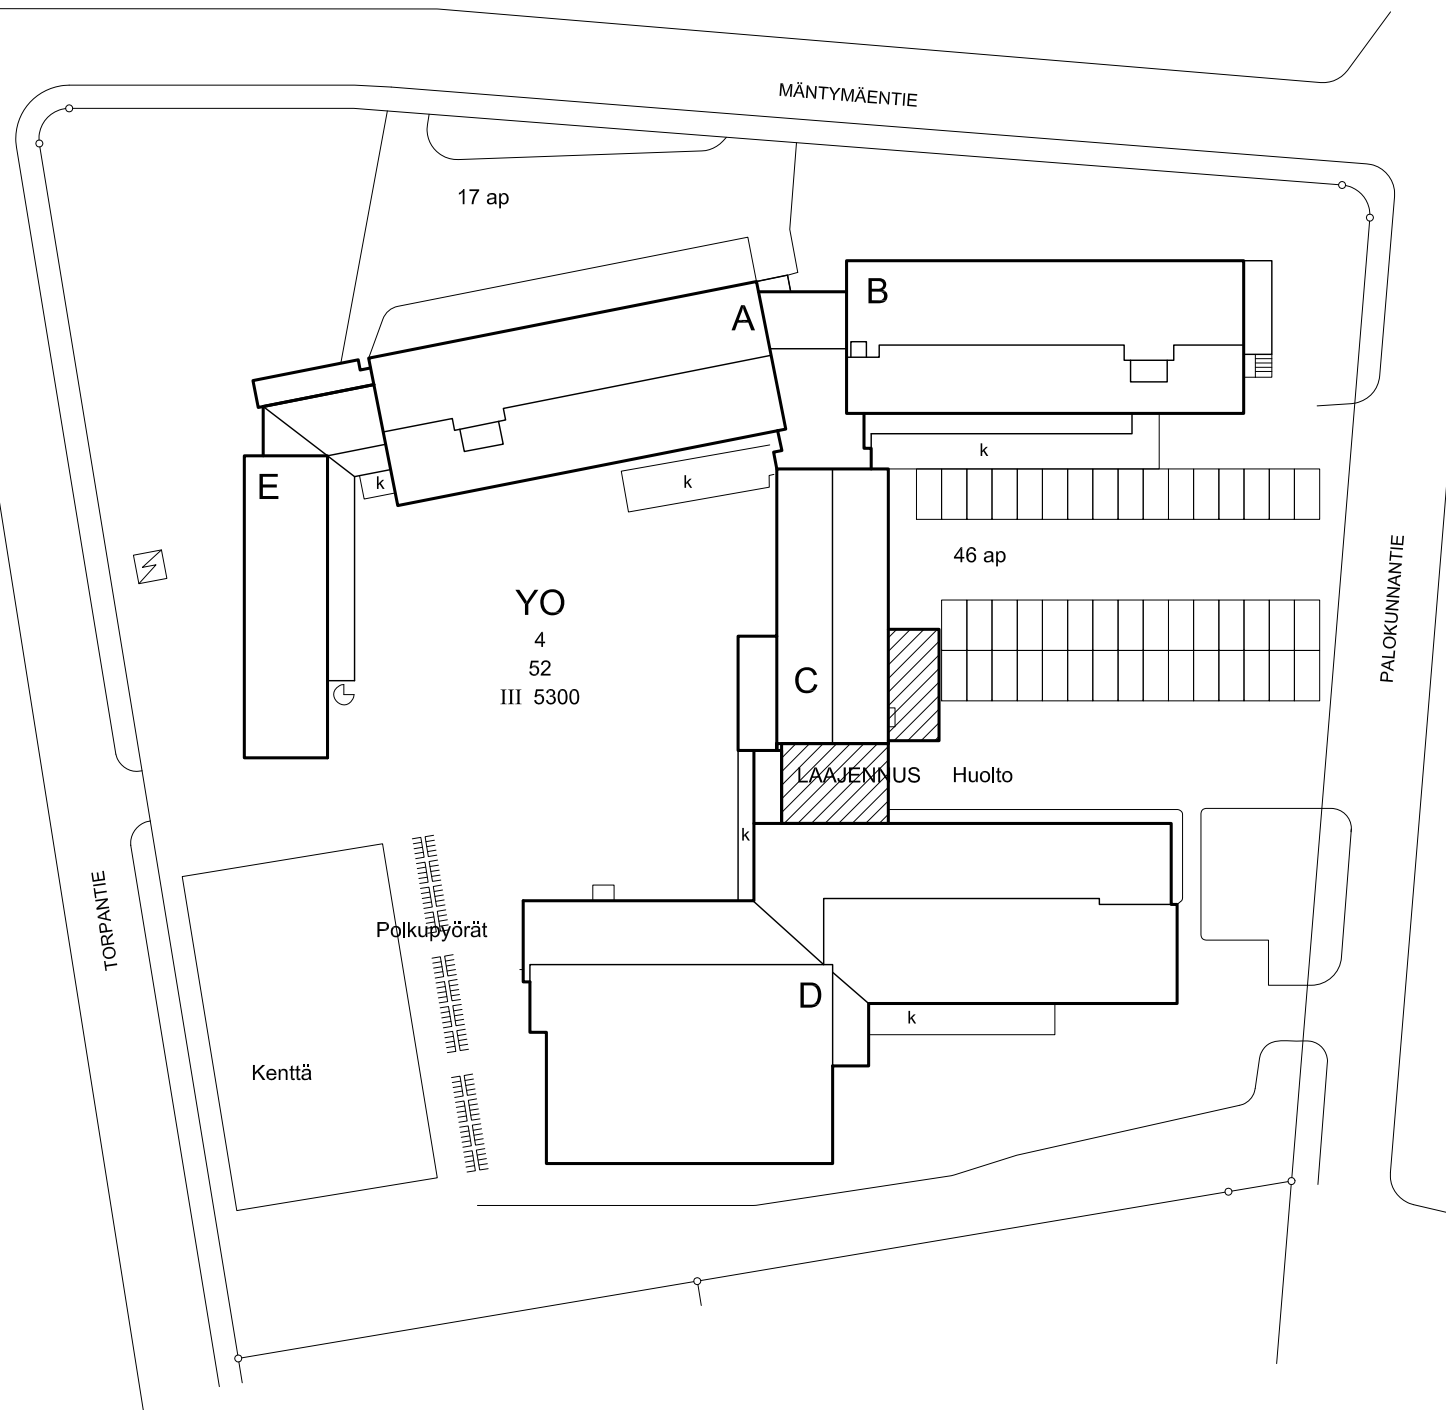 MÄNTYMÄENTIE
17 ap
A
B
k
E
k
k
46 ap
PALOKUNNANTIE
YO
4
52
III 5300
C
LAAJENNUS
Huolto
k
TORPANTIE
Polkupyörät
D
k
Kenttä